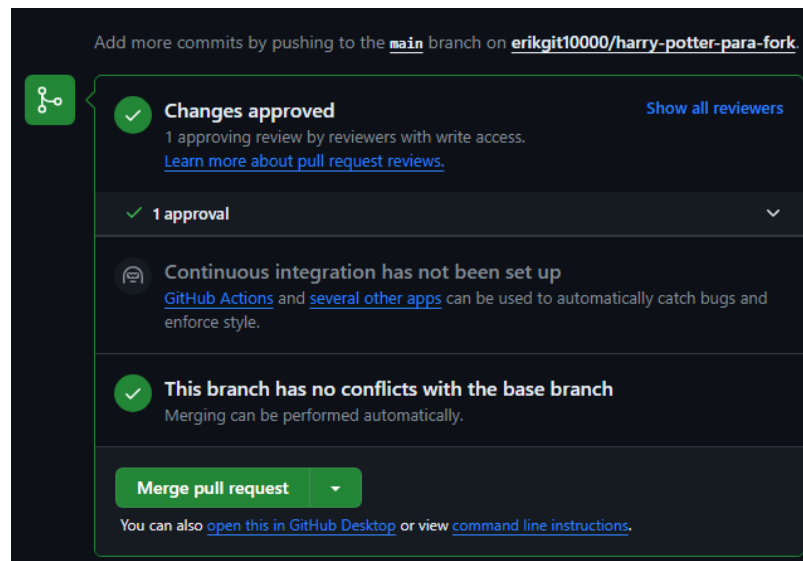 Add more commits by pushing to the main branch on erikgit10000/harry-potter-para-fork.
Changes approved
Show all reviewers
1 approving review by reviewers with write access.
Learn more about pull request reviews.
1 approval
Continuous integration has not been set up
GitHub Actions and several other apps can be used to automatically catch bugs and
enforce style.
This branch has no conflicts with the base branch
Merging can be performed automatically.
Merge pull request
You can also open this in GitHub Desktop or view command line instructions.